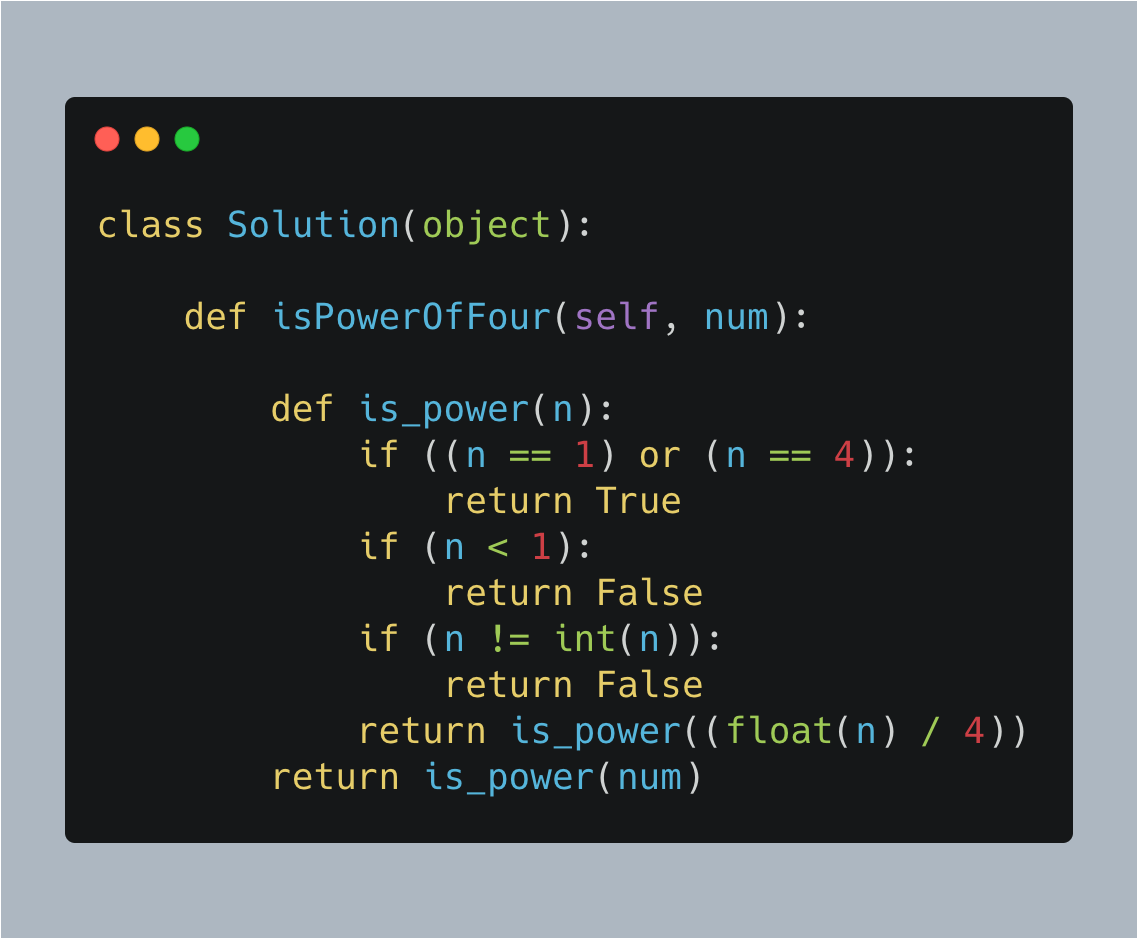 class Solution(object):
    def isPowerOfFour(self, num):
        def is_power(n):
            if ((n == 1) or (n == 4)):
                return True
            if (n < 1):
                return False
            if (n != int(n)):
                return False
            return is_power((float(n) / 4))
        return is_power(num)